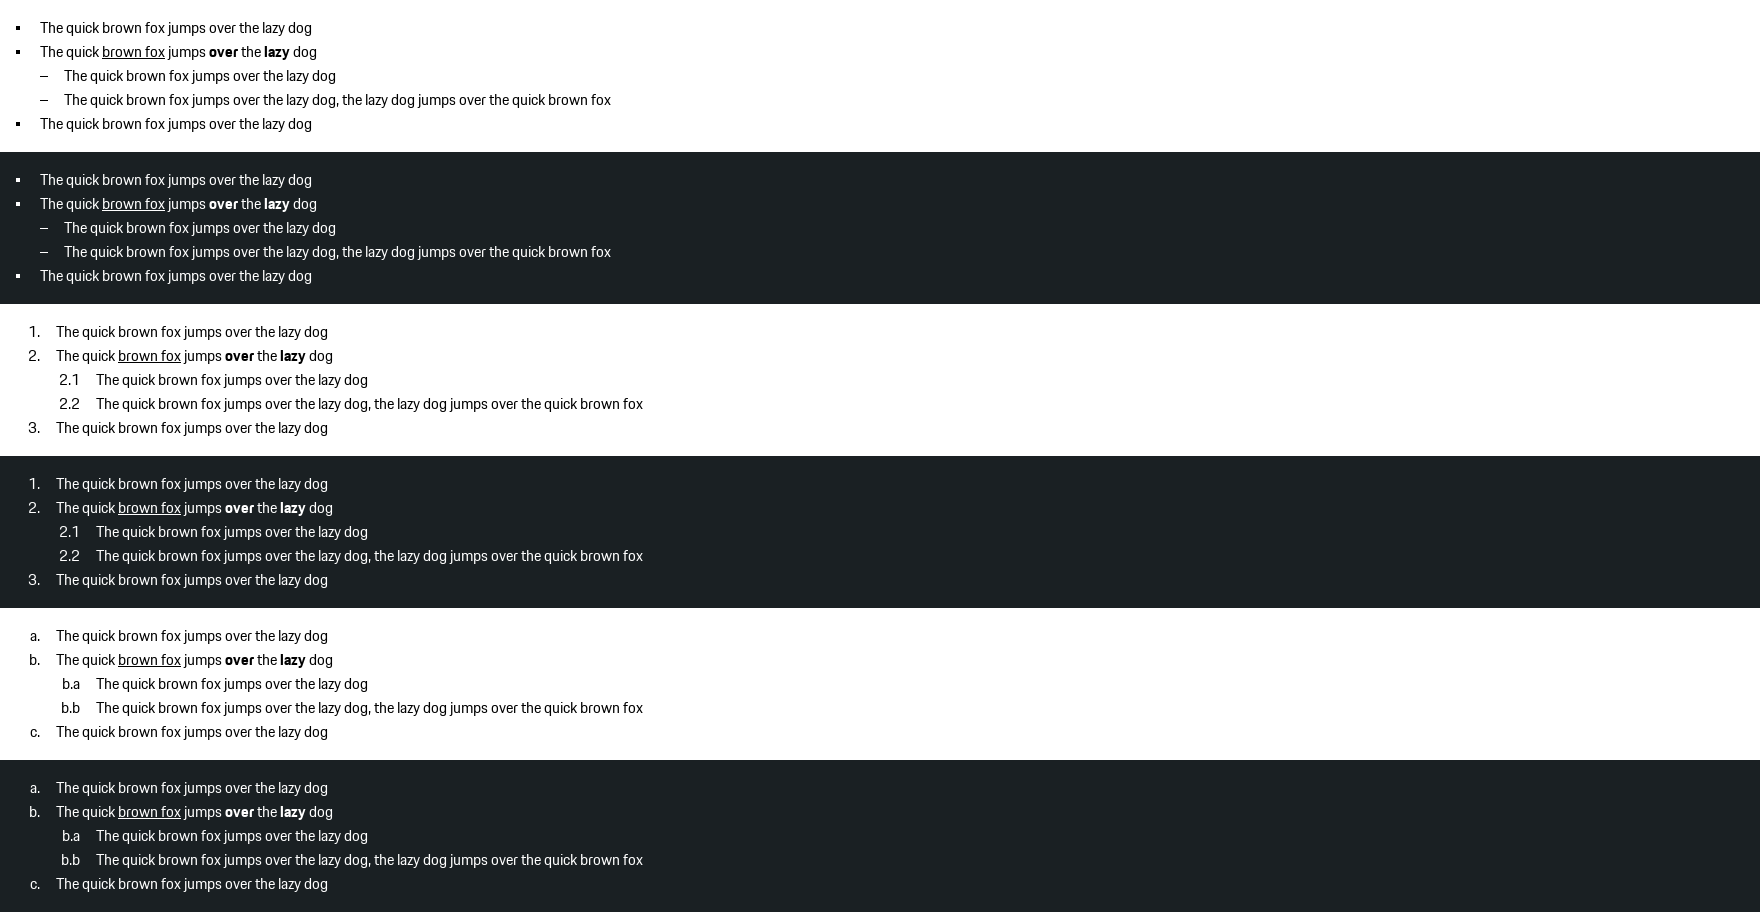 ▪ The quick brown fox jumps over the lazy dog
▪ The quick brown fox jumps over the lazy dog
– The quick brown fox jumps over the lazy dog
– The quick brown fox jumps over the lazy dog, the lazy dog jumps over the quick brown fox
▪ The quick brown fox jumps over the lazy dog
▪ The quick brown fox jumps over the lazy dog
▪ The quick brown fox jumps over the lazy dog
– The quick brown fox jumps over the lazy dog
– The quick brown fox jumps over the lazy dog, the lazy dog jumps over the quick brown fox
▪ The quick brown fox jumps over the lazy dog
1. The quick brown fox jumps over the lazy dog
2. The quick brown fox jumps over the lazy dog
2.1 The quick brown fox jumps over the lazy dog
2.2 The quick brown fox jumps over the lazy dog, the lazy dog jumps over the quick brown fox
3. The quick brown fox jumps over the lazy dog
1. The quick brown fox jumps over the lazy dog
2. The quick brown fox jumps over the lazy dog
2.1 The quick brown fox jumps over the lazy dog
2.2 The quick brown fox jumps over the lazy dog, the lazy dog jumps over the quick brown fox
3. The quick brown fox jumps over the lazy dog
a. The quick brown fox jumps over the lazy dog
b. The quick brown fox jumps over the lazy dog
b.a The quick brown fox jumps over the lazy dog
b.b The quick brown fox jumps over the lazy dog, the lazy dog jumps over the quick brown fox
c. The quick brown fox jumps over the lazy dog
a. The quick brown fox jumps over the lazy dog
b. The quick brown fox jumps over the lazy dog
b.a The quick brown fox jumps over the lazy dog
b.b The quick brown fox jumps over the lazy dog, the lazy dog jumps over the quick brown fox
c. The quick brown fox jumps over the lazy dog